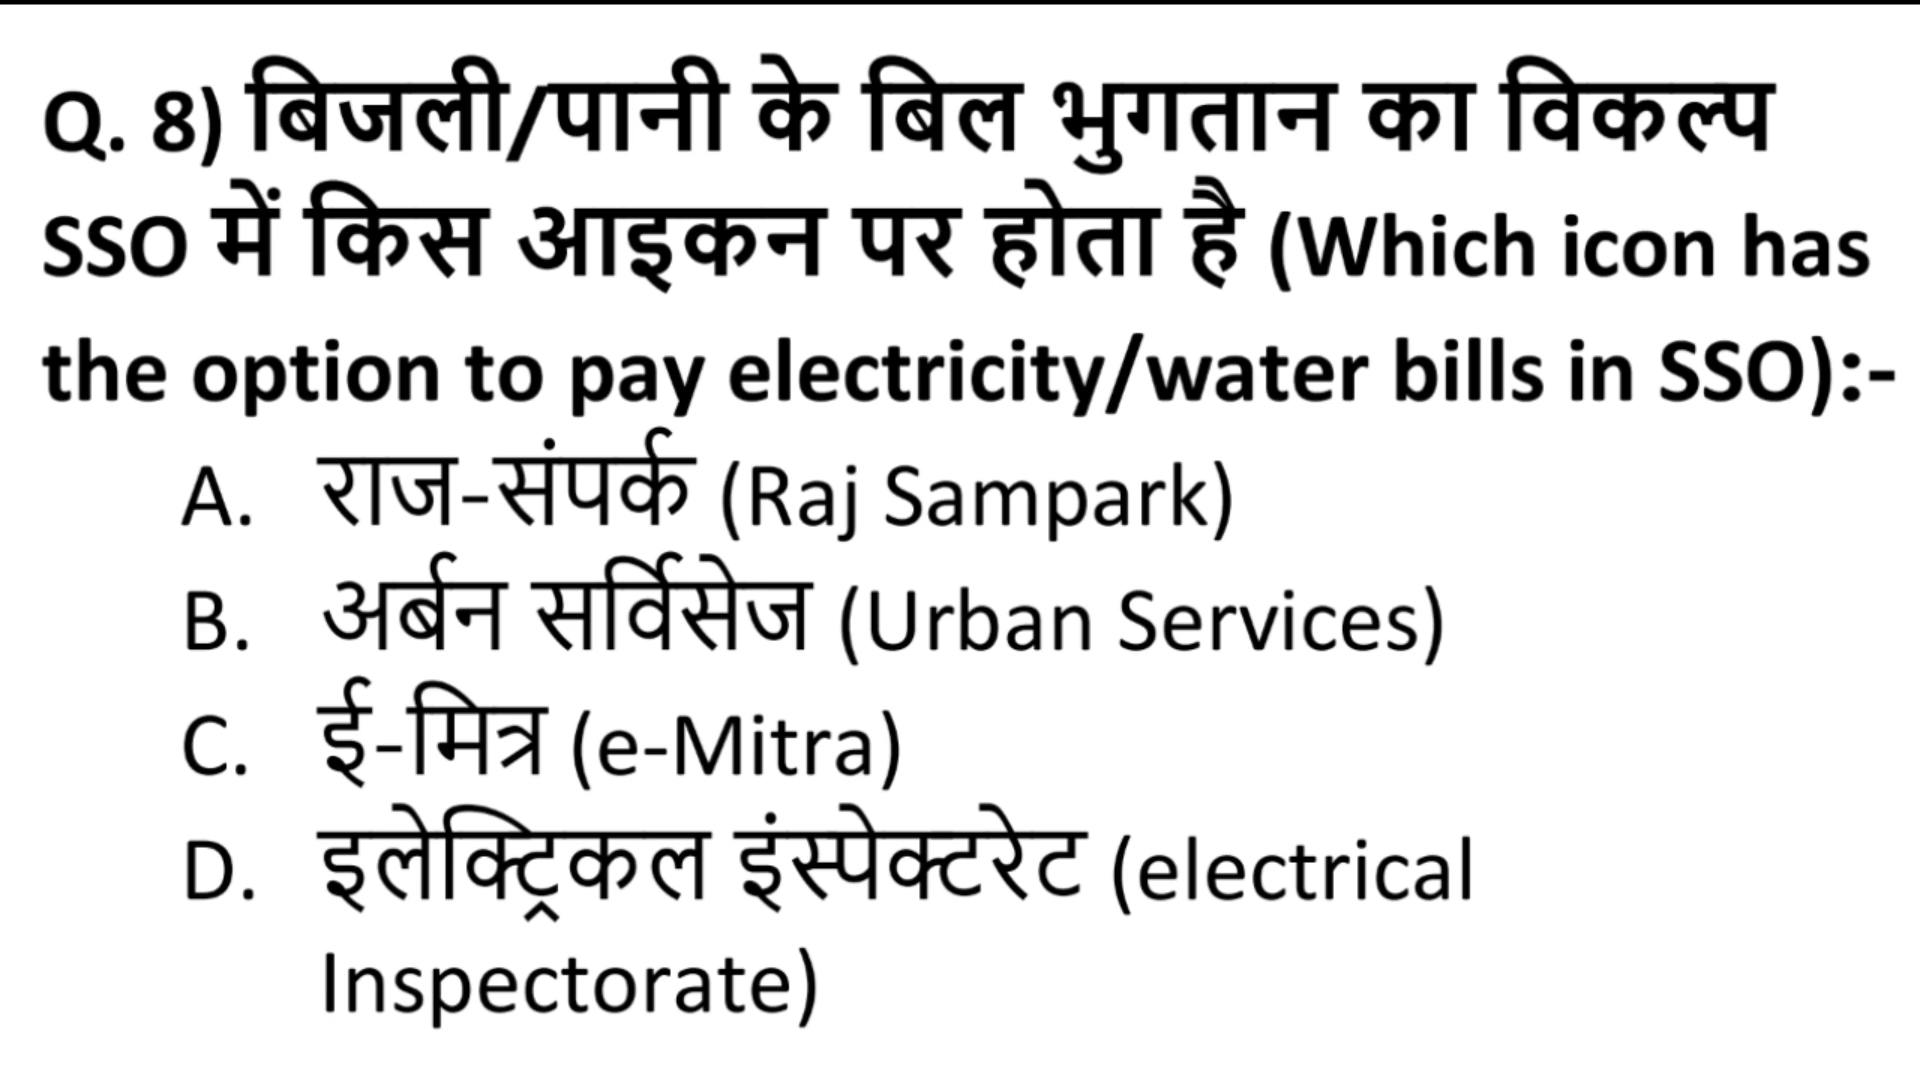 Q. 8) बिजली/पानी के बिल भुगतान का विकल्प
SSO में किस आइकन पर होता है (Which icon has
the option to pay electricity/water bills in SSO):-
A. राज-संपर्क (Raj Sampark)
B. अर्बन सर्विसेज (Urban Services)
C. ई-मित्र (e-Mitra)
D. इलेक्ट्रिकल इंस्पेक्टरेट (electrical
Inspectorate)